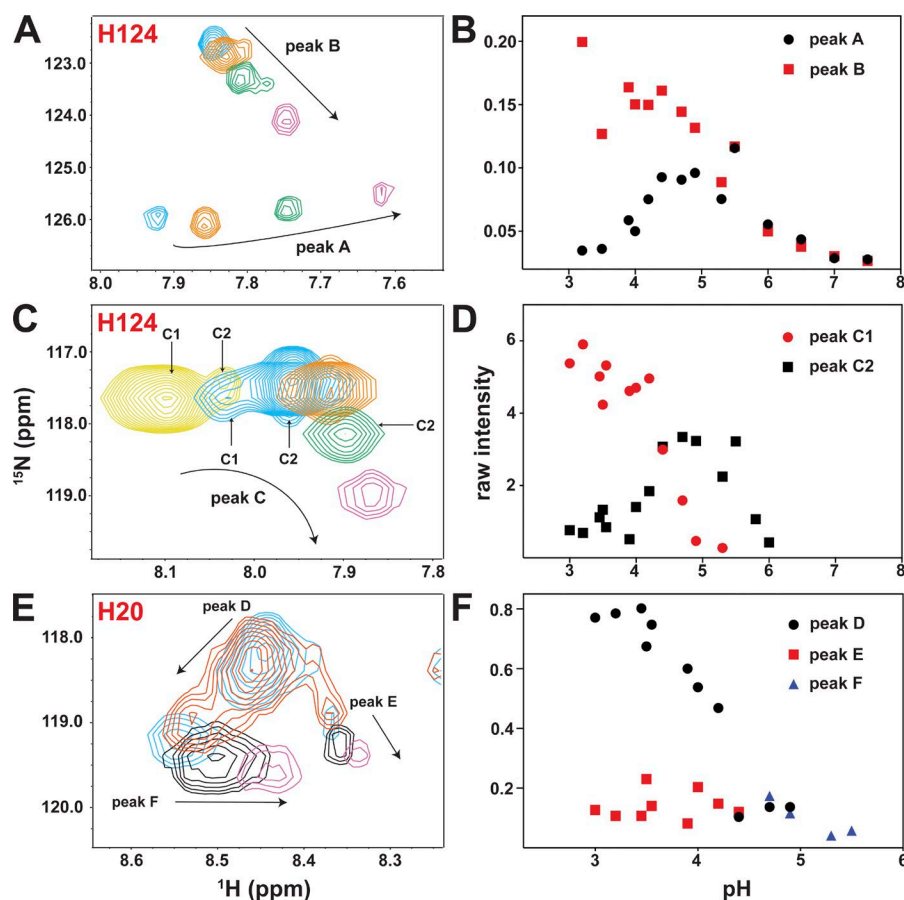 A H124
peak B
peak A
123.0
124.0
125.0
126.0
8.0 7.9 7.8 7.7 7.6
B
peak A
peak B
0.20
0.15
0.10
0.05
3 4 5 6 7 8
C H124
C1 C2
C1 C2 C2
peak C
117.0
118.0
119.0
15N (ppm)
8.1 8.0 7.9 7.8
D
peak C1
peak C2
raw intensity
6
4
2
3 4 5 6 7 8
E H20
peak D
peak E
peak F
118.0
119.0
120.0
8.6 8.5 8.4 8.3
1H (ppm)
F
peak D
peak E
peak F
0.8
0.6
0.4
0.2
3 4 5 6
pH